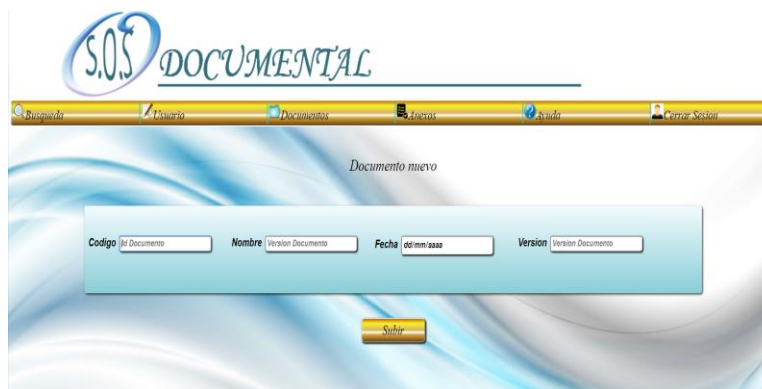 S.O.S DOCUMENTAL
Busqueda Usuario Documentos Anexos Ayuda Cerrar Sesion
Documento nuevo
Codigo Id Documento Nombre Version Documento Fecha dd/mm/aaaa Version Version Documento
Subir